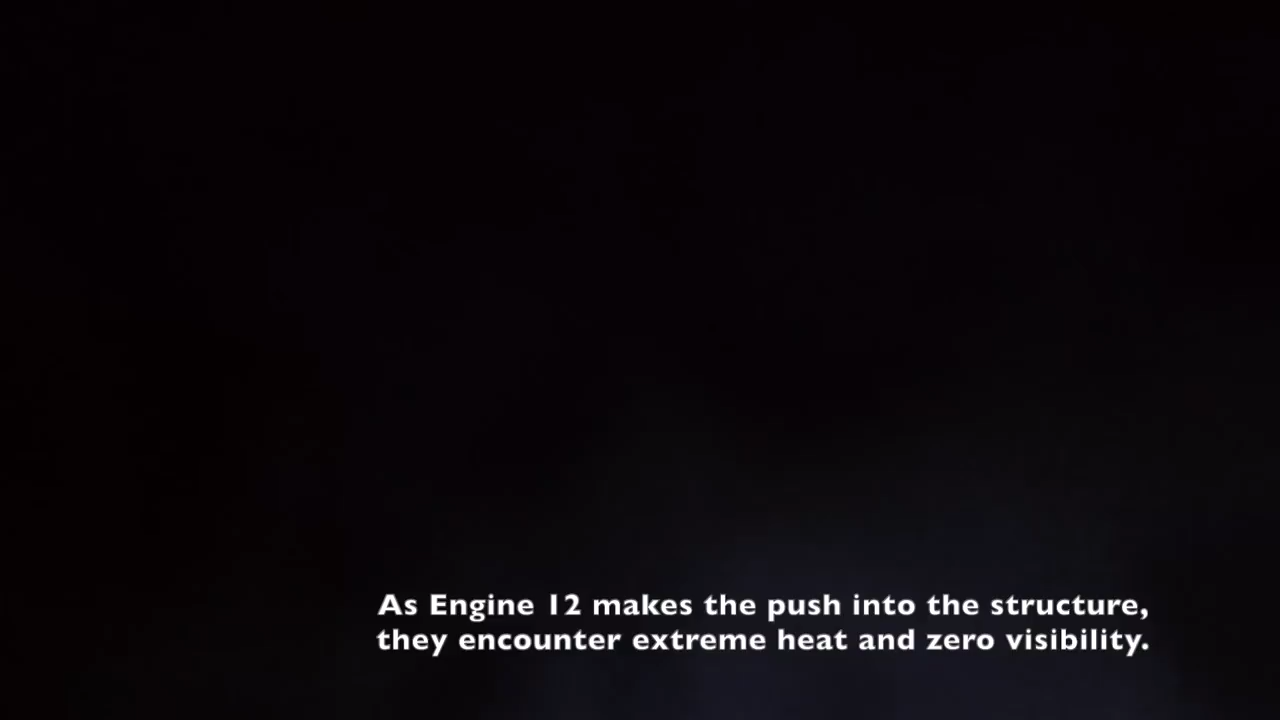 As Engine 12 makes the push into the structure,
they encounter extreme heat and zero visibility.